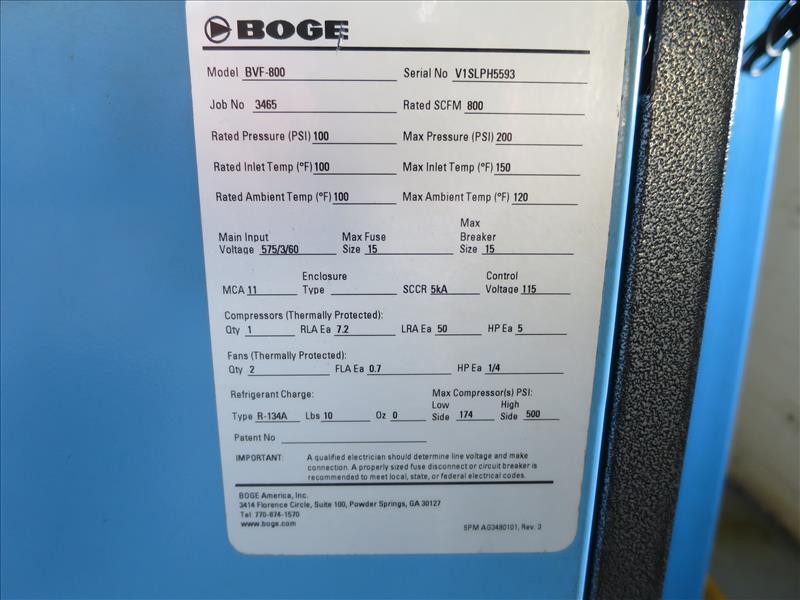 BOGE
Model BVF-800 Serial No V1SLPH5593
Job No 3465 Rated SCFM 800
Rated Pressure (PSI) 100 Max Pressure (PSI) 200
Rated Inlet Temp (°F) 100 Max Inlet Temp (°F) 150
Rated Ambient Temp (°F) 100 Max Ambient Temp (°F) 120
Main Input Voltage 575/3/60 Max Fuse Size 15 Max Breaker Size 15
MCA 11 Enclosure Type SCCR 5kA Control Voltage 115
Compressors (Thermally Protected):
Qty 1 RLA Ea 7.2 LRA Ea 50 HP Ea 5
Fans (Thermally Protected):
Qty 2 FLA Ea 0.7 HP Ea 1/4
Refrigerant Charge: Max Compressor(s) PSI:
Type R-134A Lbs 10 Oz 0 Low Side 174 High Side 500
Patent No
IMPORTANT: A qualified electrician should determine line voltage and make
connection. A properly sized fuse disconnect or circuit breaker is
recommended to meet local, state, or federal electrical codes.
BOGE America, Inc.
3414 Florence Circle, Suite 100, Powder Springs, GA 30127
Tel: 770-874-1570
www.boge.com
SPM AG3480101, Rev. 3